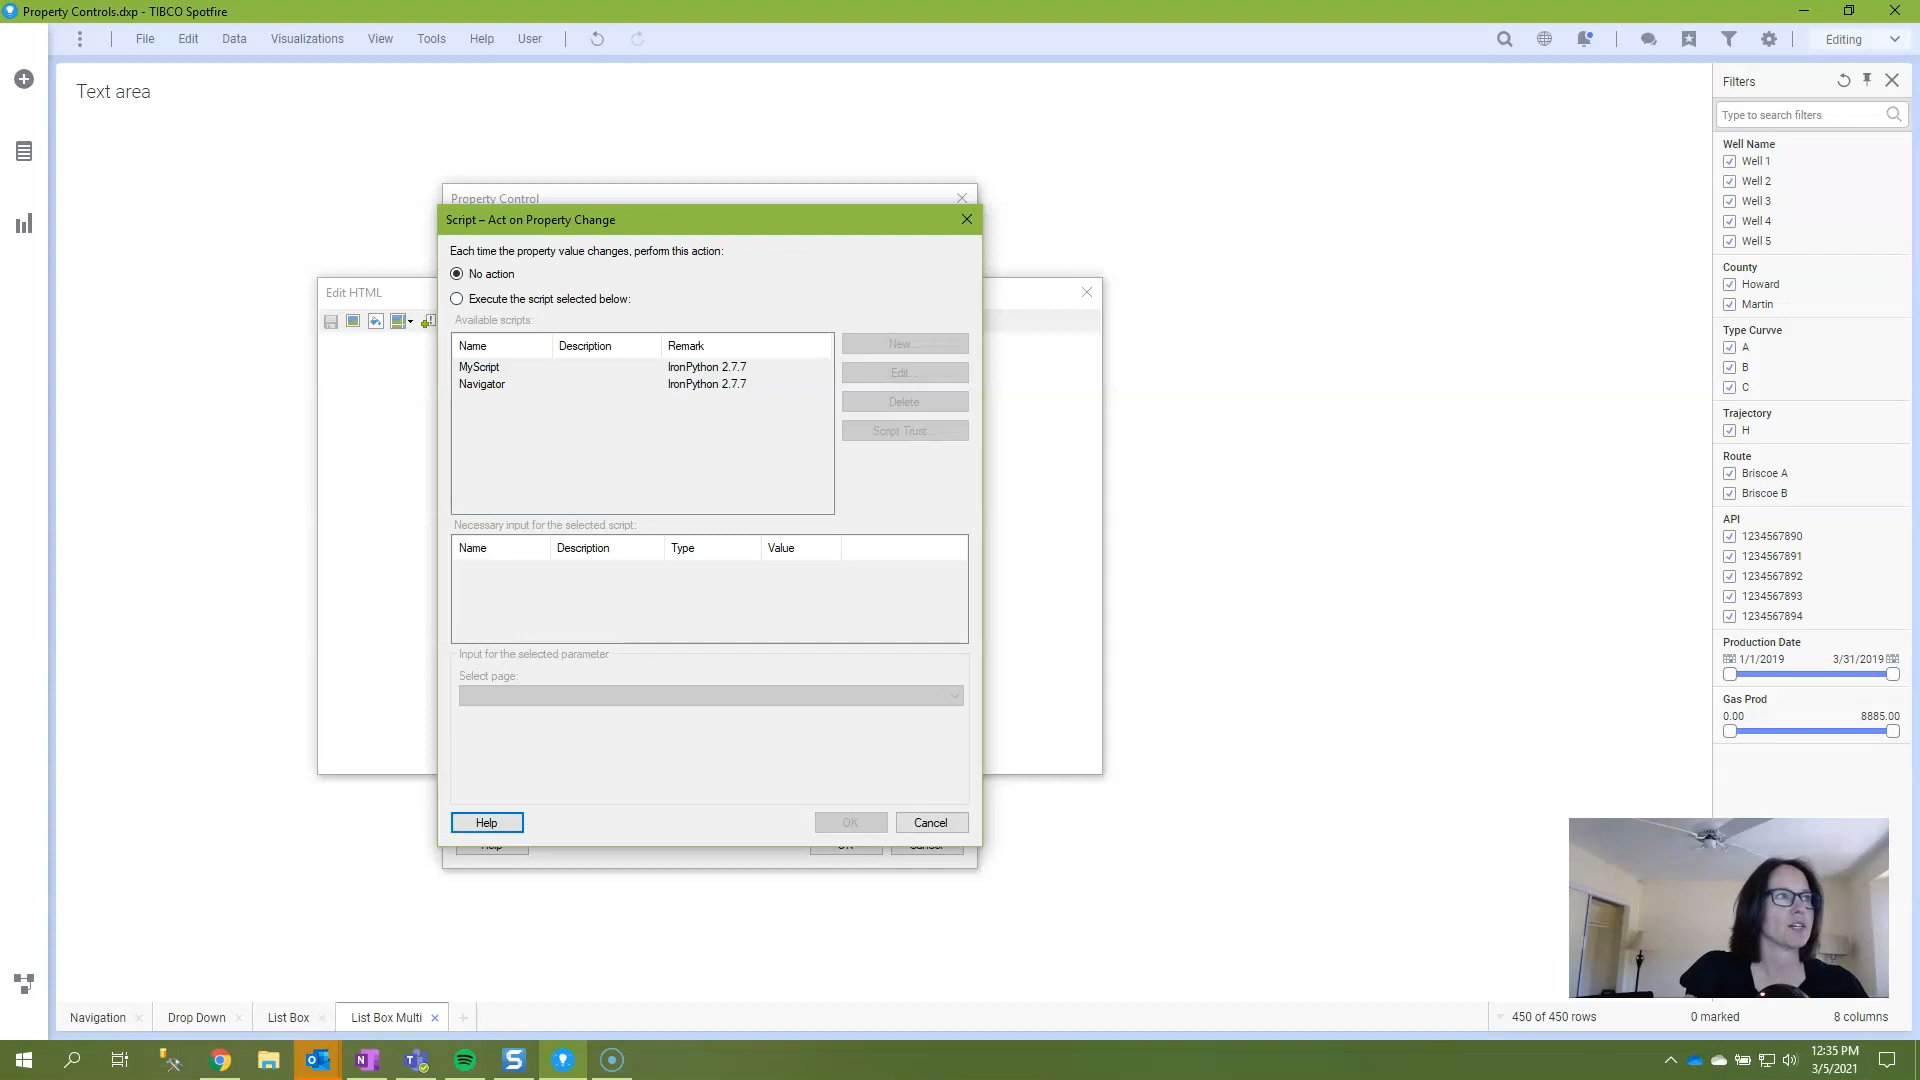 Property Controls.dxp - TIBCO Spotfire
File Edit Data Visualizations View Tools Help User
Editing
Text area
Property Control
Script – Act on Property Change
Each time the property value changes, perform this action:
No action
Execute the script selected below:
Available scripts:
Name Description Remark
MyScript IronPython 2.7.7
Navigator IronPython 2.7.7
New...
Edit...
Delete
Script Trust...
Necessary input for the selected script:
Name Description Type Value
Input for the selected parameter
Select page:
Help OK Cancel
Help OK Cancel
Edit HTML
Filters
Type to search filters
Well Name
Well 1
Well 2
Well 3
Well 4
Well 5
County
Howard
Martin
Type Curvve
A
B
C
Trajectory
H
Route
Briscoe A
Briscoe B
API
1234567890
1234567891
1234567892
1234567893
1234567894
Production Date
1/1/2019 3/31/2019
Gas Prod
0.00 8885.00
Navigation Drop Down List Box List Box Multi
450 of 450 rows 0 marked 8 columns
12:35 PM
3/5/2021